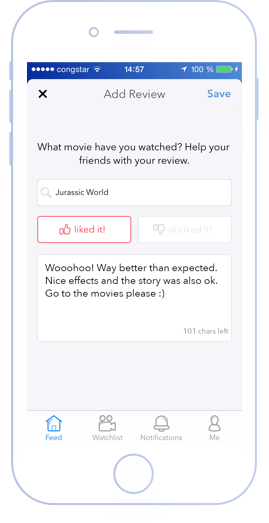 congstar 14:57 100 %
Add Review Save
What movie have you watched? Help your
friends with your review.
Jurassic World
liked it! disliked it!
Wooohoo! Way better than expected.
Nice effects and the story was also ok.
Go to the movies please :)
101 chars left
Feed Watchlist Notifications Me